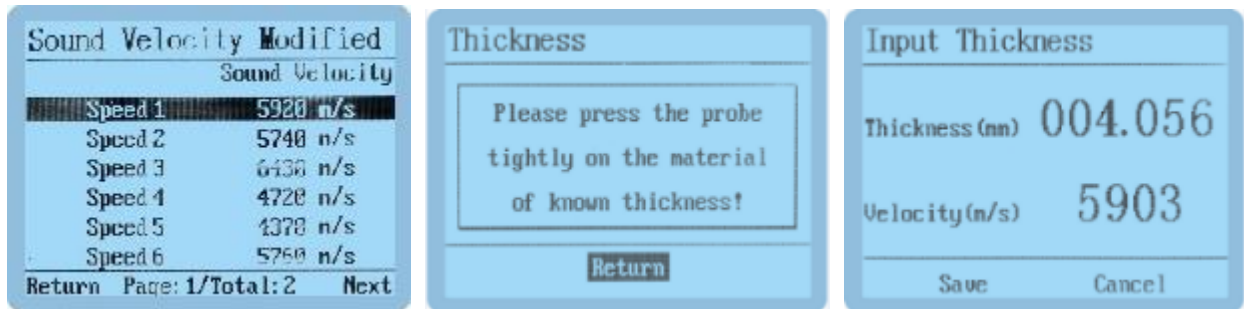 Sound Velocity Modified
Sound Velocity
Speed 1 5920 m/s
Speed 2 5740 m/s
Speed 3 6430 m/s
Speed 4 4720 m/s
Speed 5 4370 m/s
Speed 6 5760 m/s
Return Page: 1/Total: 2 Next
Thickness
Please press the probe
tightly on the material
of known thickness!
Return
Input Thickness
Thickness(mm) 004.056
Velocity(m/s) 5903
Save Cancel